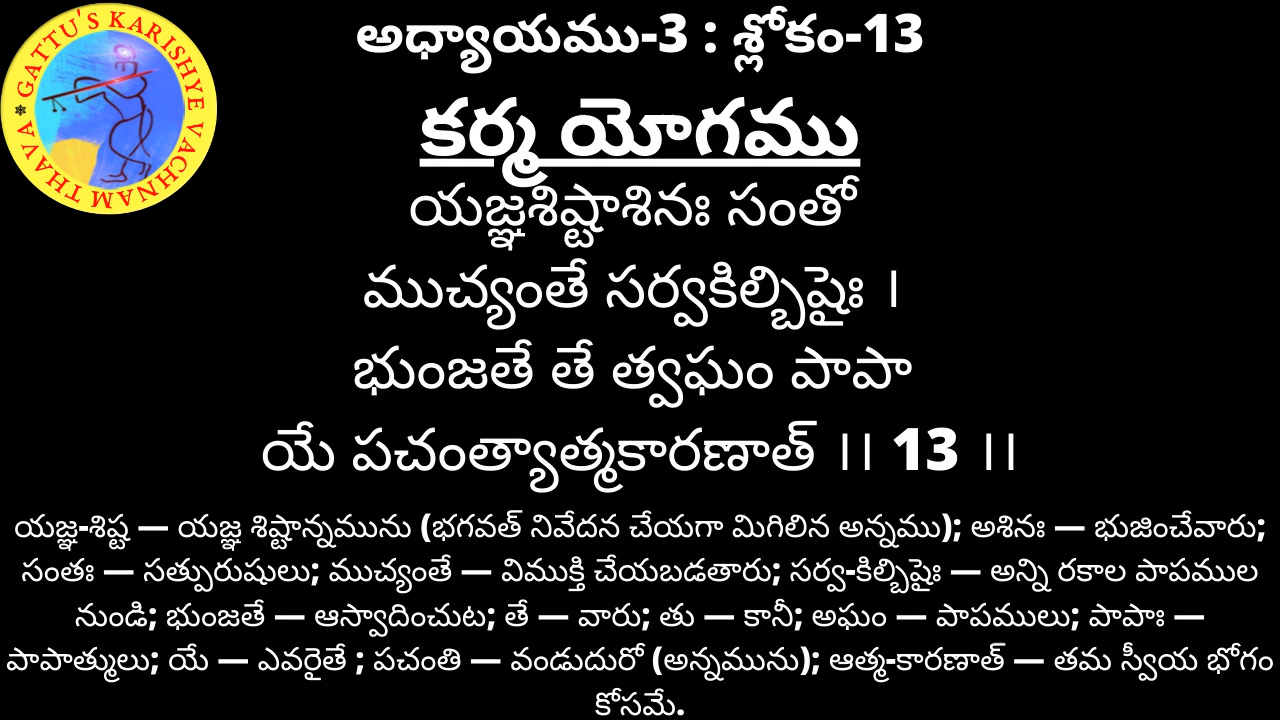 GATTU'S KARISHYE VACHNAM THAVA
అధ్యాయము-3 : శ్లోకం-13
కర్మ యోగము
యజ్ఞశిష్టాశినః సంతో
ముచ్యంతే సర్వకిల్బిషైః ।
భుంజతే తే త్వఘం పాపా
యే పచంత్యాత్మకారణాత్ ।। 13 ।।
యజ్ఞ-శిష్ట — యజ్ఞ శిష్టాన్నమును (భగవత్ నివేదన చేయగా మిగిలిన అన్నము); అశినః — భుజించేవారు;
సంతః — సత్పురుషులు; ముచ్యంతే — విముక్తి చేయబడతారు; సర్వ-కిల్బిషైః — అన్ని రకాల పాపముల
నుండి; భుంజతే — ఆస్వాదించుట; తే — వారు; తు — కానీ; అఘం — పాపములు; పాపాః —
పాపాత్ములు; యే — ఎవరైతే ; పచంతి — వండుదురో (అన్నమును); ఆత్మ-కారణాత్ — తమ స్వీయ భోగం
కోసమే.